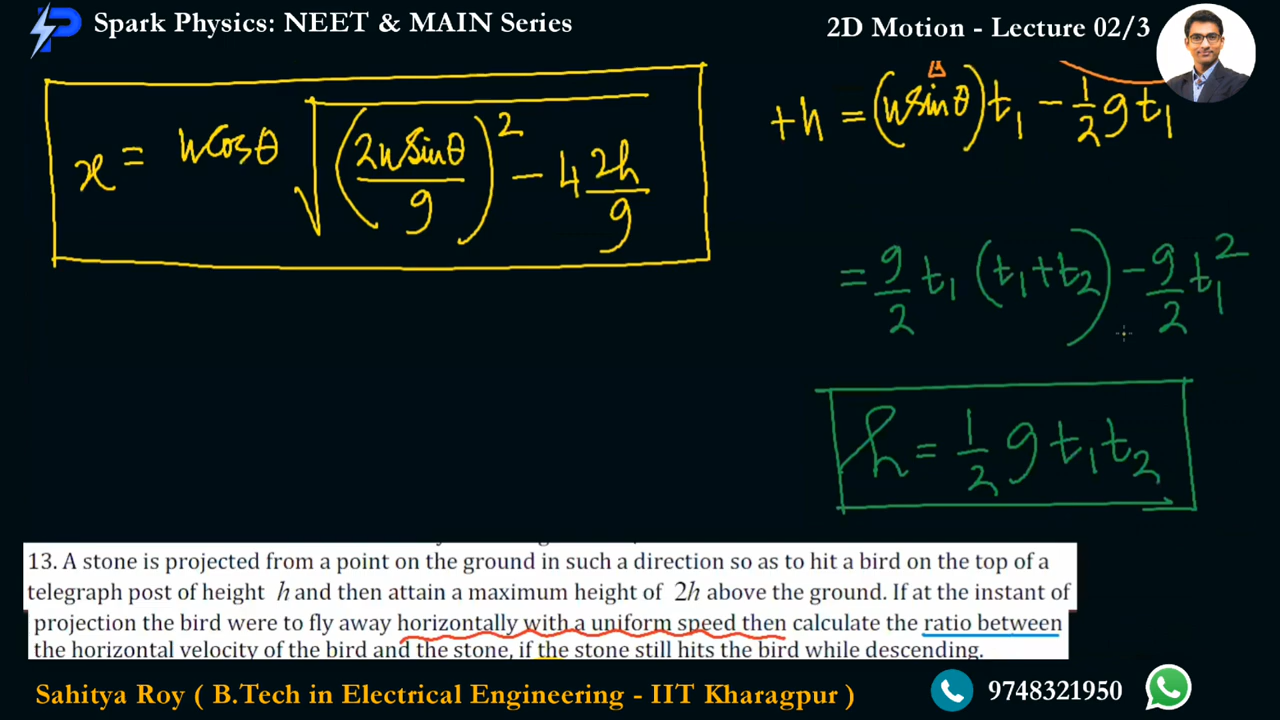 Spark Physics: NEET & MAIN Series
2D Motion - Lecture 02/3
x = u cosθ √((2u sinθ / g)² − 4 2h/g)
+h = (u sinθ) t₁ − 1/2 g t₁
= g/2 t₁ (t₁ + t₂) − g/2 t₁²
h = 1/2 g t₁ t₂
13. A stone is projected from a point on the ground in such a direction so as to hit a bird on the top of a
telegraph post of height h and then attain a maximum height of 2h above the ground. If at the instant of
projection the bird were to fly away horizontally with a uniform speed then calculate the ratio between
the horizontal velocity of the bird and the stone, if the stone still hits the bird while descending.
Sahitya Roy ( B.Tech in Electrical Engineering - IIT Kharagpur )
9748321950